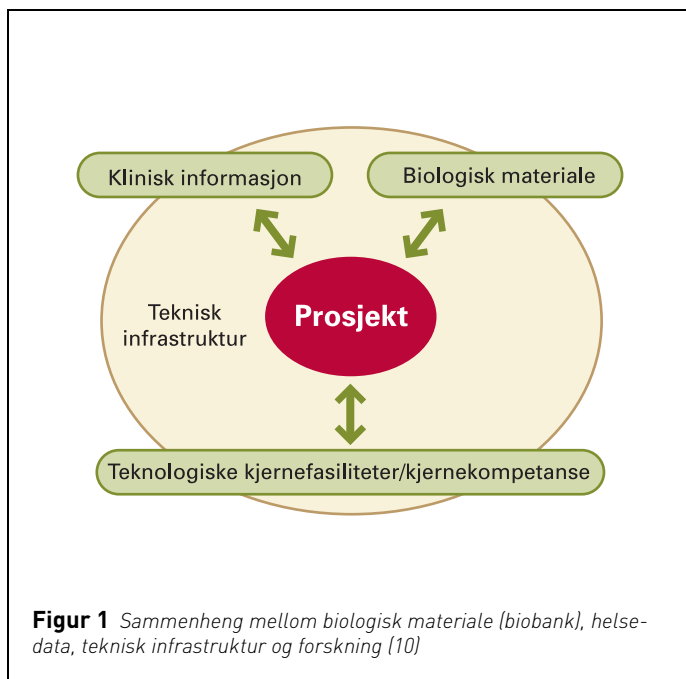 Klinisk informasjon
Biologisk materiale
Teknisk
infrastruktur
Prosjekt
Teknologiske kjernefasiliteter/kjernekompetanse
Figur 1 Sammenheng mellom biologisk materiale (biobank), helse-
data, teknisk infrastruktur og forskning (10)